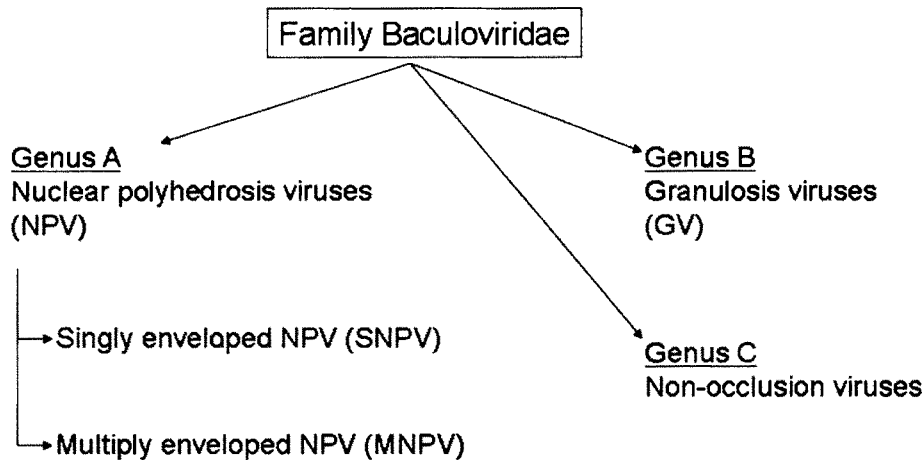 Family Baculoviridae
Genus A
Nuclear polyhedrosis viruses
(NPV)
Singly enveloped NPV (SNPV)
Multiply enveloped NPV (MNPV)
Genus B
Granulosis viruses
(GV)
Genus C
Non-occlusion viruses